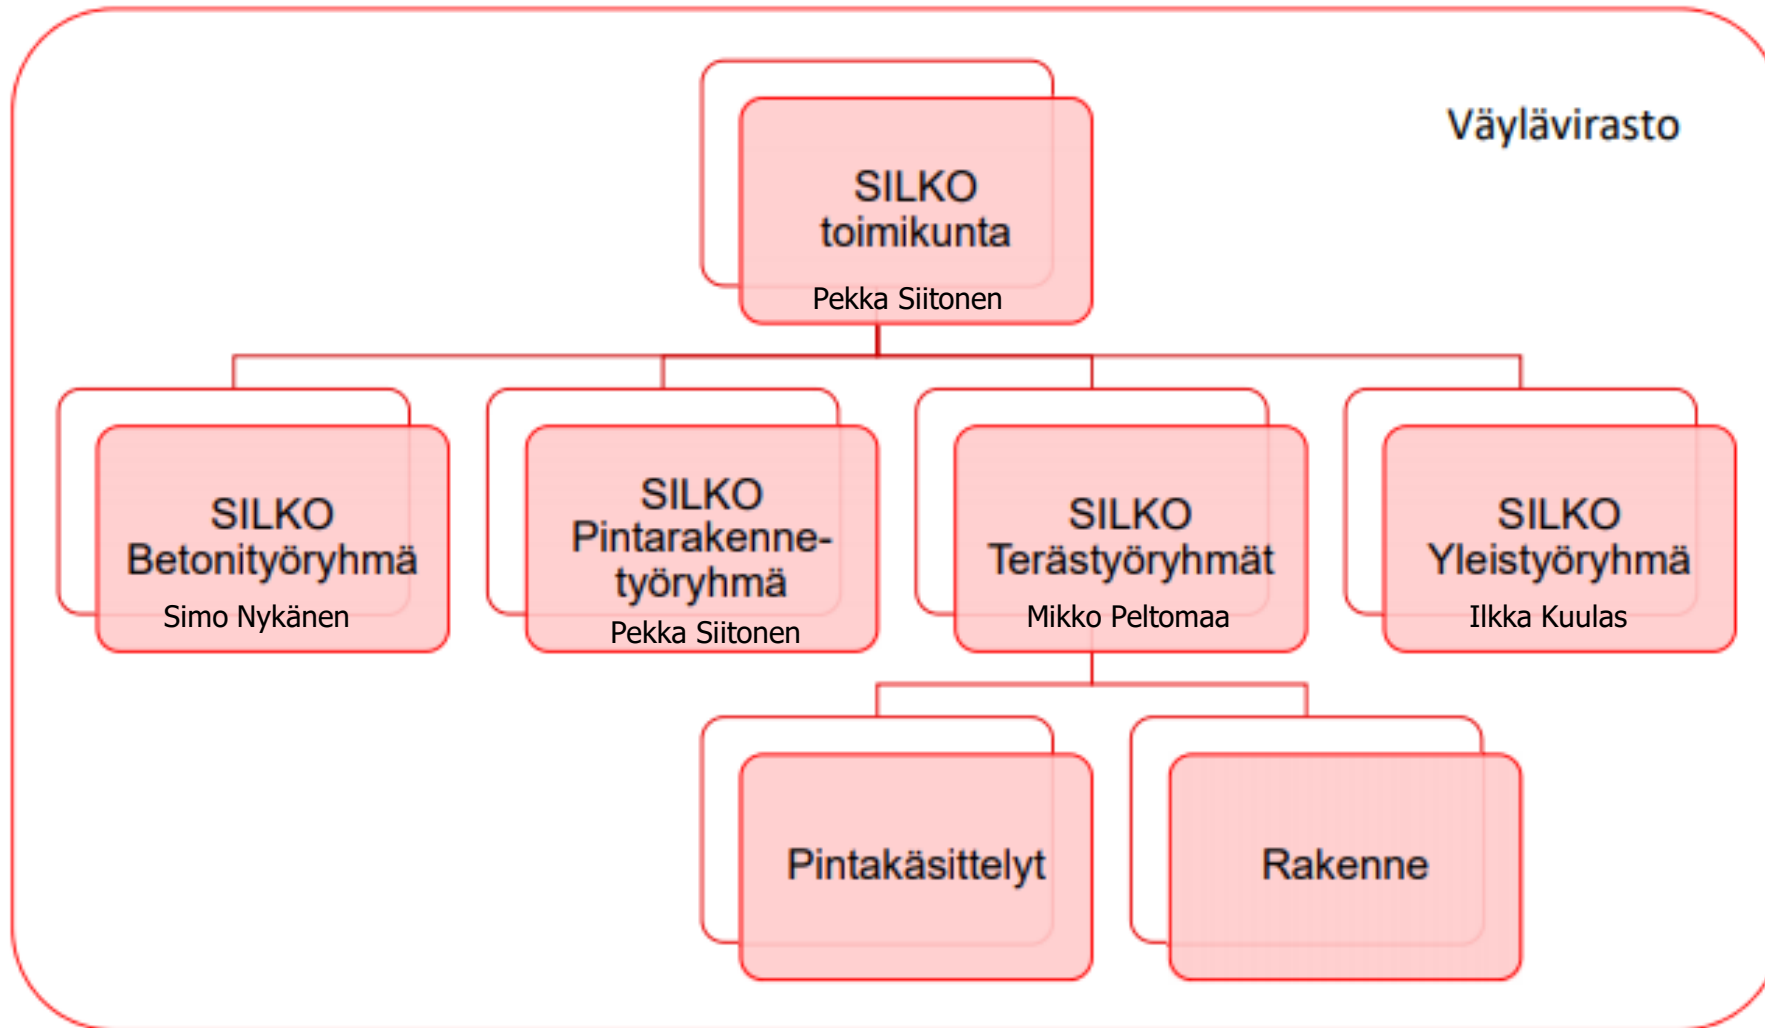 Väylävirasto
SILKO
toimikunta
Pekka Siitonen
SILKO
Betonityöryhmä
Simo Nykänen
SILKO
Pintarakenne-
työryhmä
Pekka Siitonen
SILKO
Terästyöryhmät
Mikko Peltomaa
SILKO
Yleistyöryhmä
Ilkka Kuulas
Pintakäsittelyt
Rakenne